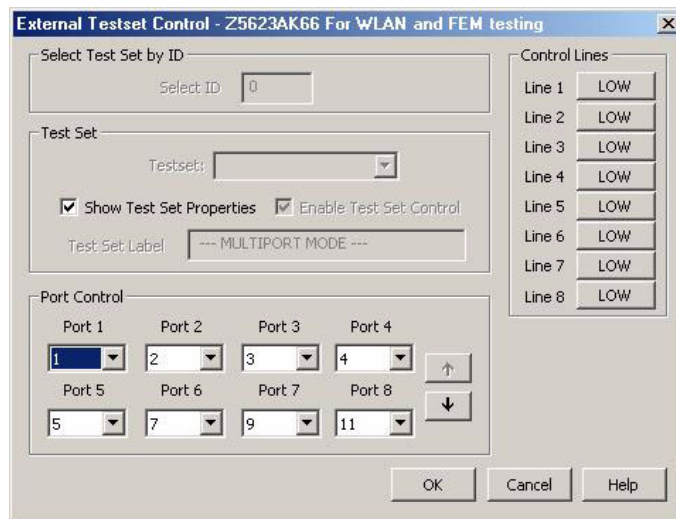 External Testset Control - Z5623AK66 For WLAN and FEM testing
Select Test Set by ID
Select ID 0
Test Set
Testset:
Show Test Set Properties Enable Test Set Control
Test Set Label --- MULTIPORT MODE ---
Port Control
Port 1 Port 2 Port 3 Port 4
1 2 3 4
Port 5 Port 6 Port 7 Port 8
5 7 9 11
Control Lines
Line 1 LOW
Line 2 LOW
Line 3 LOW
Line 4 LOW
Line 5 LOW
Line 6 LOW
Line 7 LOW
Line 8 LOW
OK Cancel Help